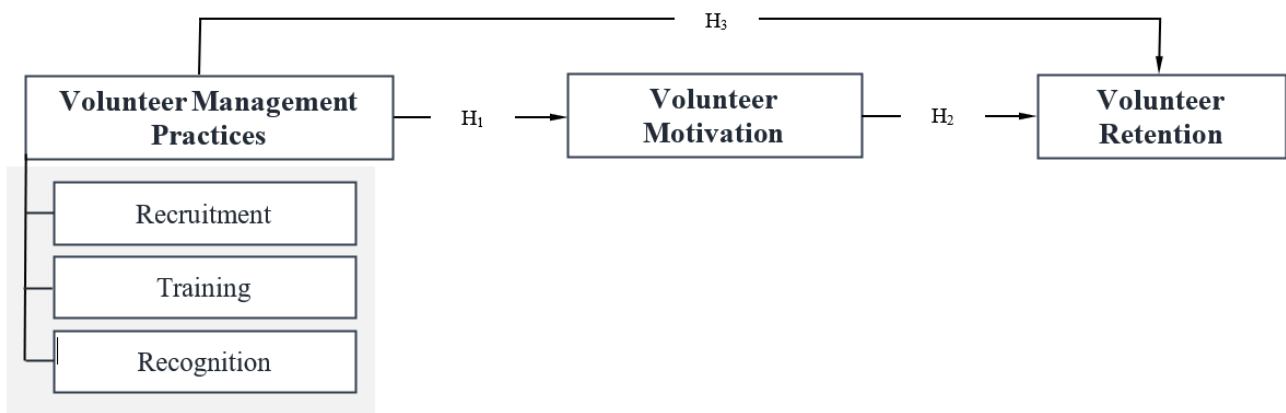 H₃
Volunteer Management
Practices
H₁
Volunteer
Motivation
H₂
Volunteer
Retention
Recruitment
Training
Recognition